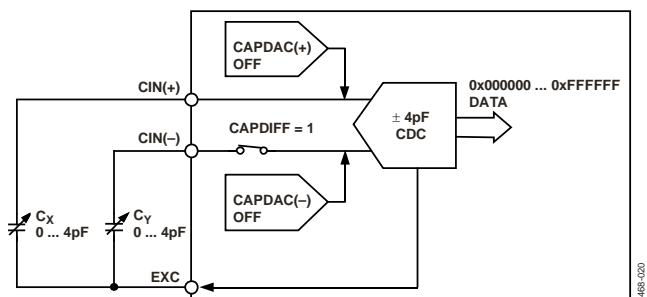 CAPDAC(+)
OFF
CIN(+)
0x000000 ... 0xFFFFFF
DATA
± 4pF
CDC
CIN(–)
CAPDIFF = 1
CAPDAC(–)
OFF
CX
0 ... 4pF
CY
0 ... 4pF
EXC
468-020